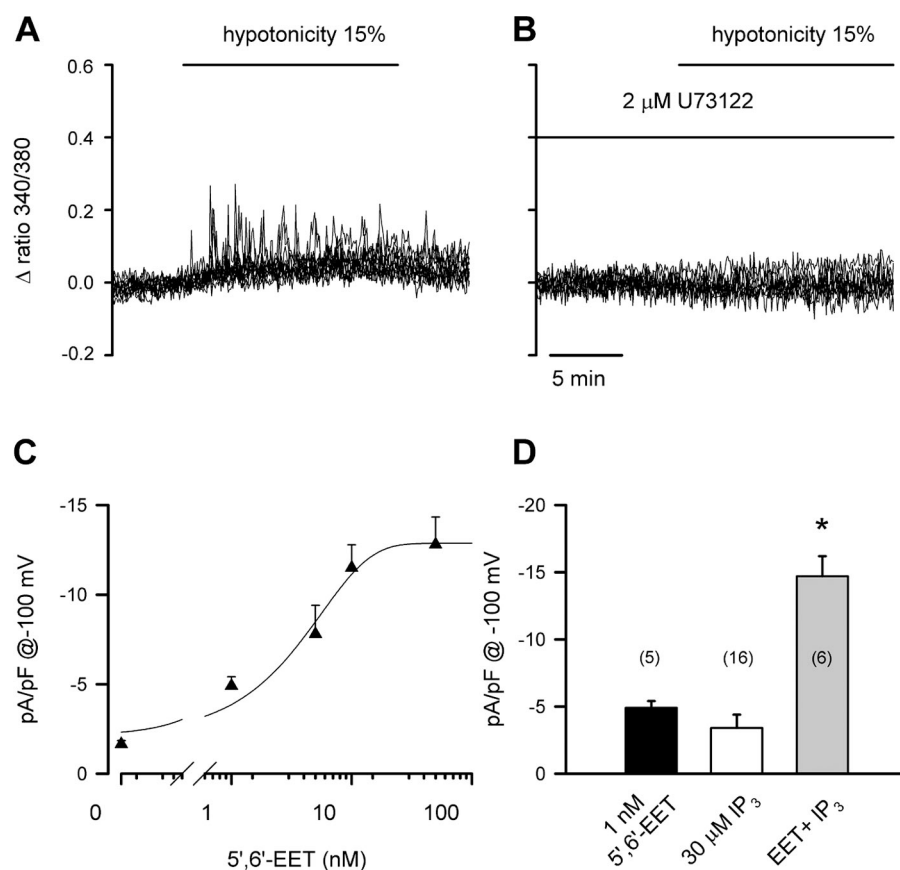 A
hypotonicity 15%
0.6
0.4
0.2
0.0
-0.2
Δ ratio 340/380
B
hypotonicity 15%
2 μM U73122
5 min
C
-15
-10
-5
0
pA/pF @-100 mV
0 1 10 100
5',6'-EET (nM)
D
-20
-15
-10
-5
0
pA/pF @ -100 mV
*
(5) (16) (6)
1 nM
5',6'-EET
30 μM IP₃
EET+ IP₃